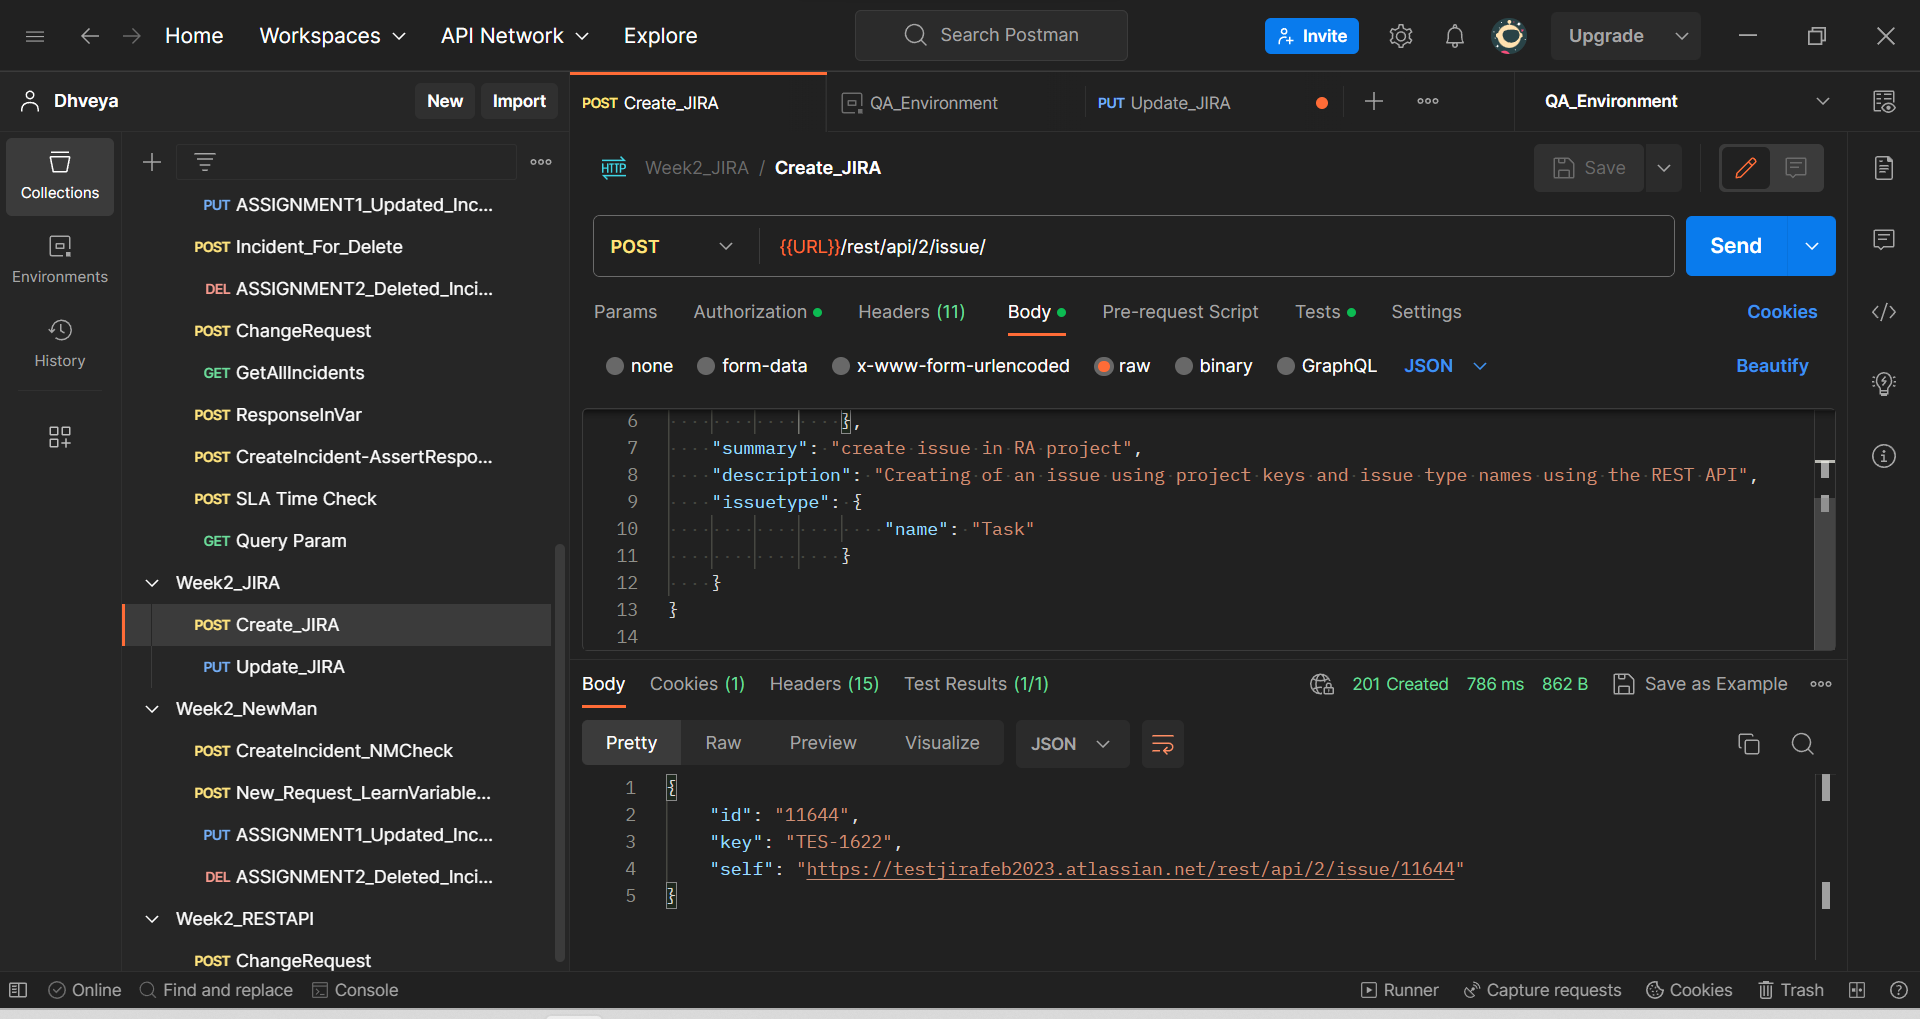 Home Workspaces API Network Explore Search Postman Invite Upgrade
Dhveya New Import
POST Create_JIRA QA_Environment PUT Update_JIRA QA_Environment
Collections
Environments
History
PUT ASSIGNMENT1_Updated_Inc...
POST Incident_For_Delete
DEL ASSIGNMENT2_Deleted_Inci...
POST ChangeRequest
GET GetAllIncidents
POST ResponseInVar
POST CreateIncident-AssertRespo...
POST SLA Time Check
GET Query Param
Week2_JIRA
POST Create_JIRA
PUT Update_JIRA
Week2_NewMan
POST CreateIncident_NMCheck
POST New_Request_LearnVariable...
PUT ASSIGNMENT1_Updated_Inc...
DEL ASSIGNMENT2_Deleted_Inci...
Week2_RESTAPI
POST ChangeRequest
HTTP Week2_JIRA / Create_JIRA Save
POST {{URL}}/rest/api/2/issue/ Send
Params Authorization Headers (11) Body Pre-request Script Tests Settings Cookies
none form-data x-www-form-urlencoded raw binary GraphQL JSON Beautify
6 },
7 "summary": "create issue in RA project",
8 "description": "Creating of an issue using project keys and issue type names using the REST API",
9 "issuetype": {
10 "name": "Task"
11 }
12 }
13 }
14
Body Cookies (1) Headers (15) Test Results (1/1) 201 Created 786 ms 862 B Save as Example
Pretty Raw Preview Visualize JSON
1 {
2 "id": "11644",
3 "key": "TES-1622",
4 "self": "https://testjirafeb2023.atlassian.net/rest/api/2/issue/11644"
5 }
Online Find and replace Console Runner Capture requests Cookies Trash